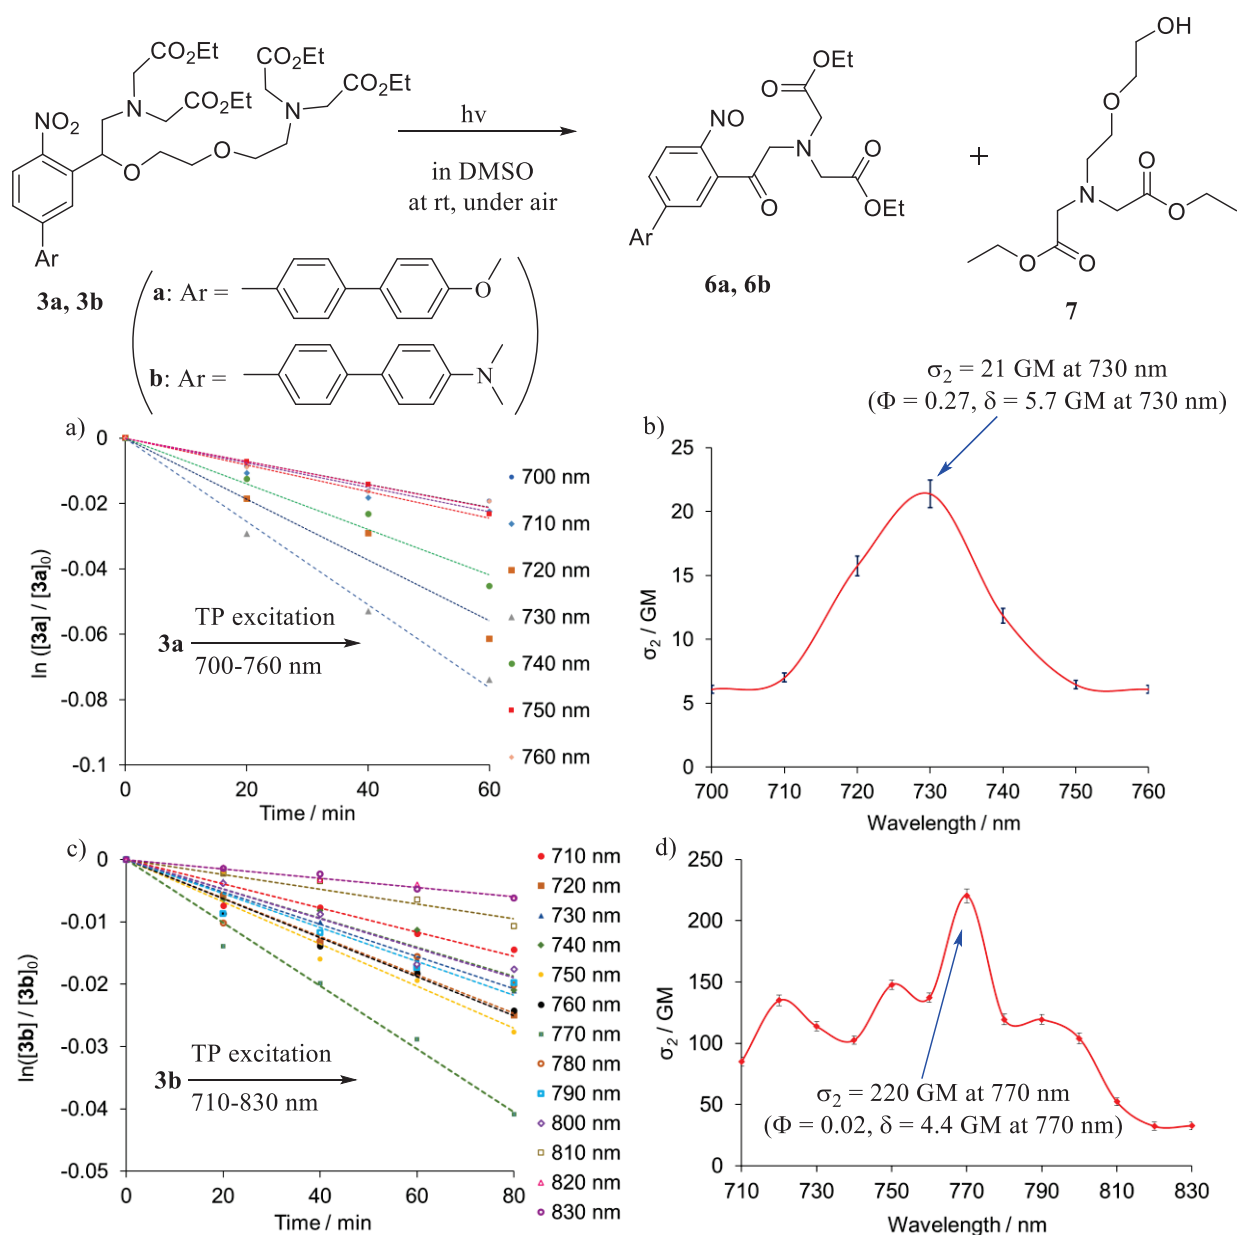 CO₂Et
CO₂Et
CO₂Et
CO₂Et
N
N
NO₂
O
O
Ar
3a, 3b
hv
in DMSO
at rt, under air
a: Ar =
O
b: Ar =
N
OEt
O
NO
N
O
O
OEt
Ar
6a, 6b
+
OH
O
N
O
O
O
O
7
σ₂ = 21 GM at 730 nm
(Φ = 0.27, δ = 5.7 GM at 730 nm)
a)
0
-0.02
-0.04
-0.06
-0.08
-0.1
ln ([3a] / [3a]₀)
TP excitation
3a
700-760 nm
0
20
40
60
Time / min
700 nm
710 nm
720 nm
730 nm
740 nm
750 nm
760 nm
b)
25
20
15
10
5
0
σ₂ / GM
700
710
720
730
740
750
760
Wavelength / nm
c)
0
-0.01
-0.02
-0.03
-0.04
-0.05
ln([3b] / [3b]₀)
TP excitation
3b
710-830 nm
0
20
40
60
80
Time / min
710 nm
720 nm
730 nm
740 nm
750 nm
760 nm
770 nm
780 nm
790 nm
800 nm
810 nm
820 nm
830 nm
d)
250
200
150
100
50
0
σ₂ / GM
σ₂ = 220 GM at 770 nm
(Φ = 0.02, δ = 4.4 GM at 770 nm)
710
730
750
770
790
810
830
Wavelength / nm